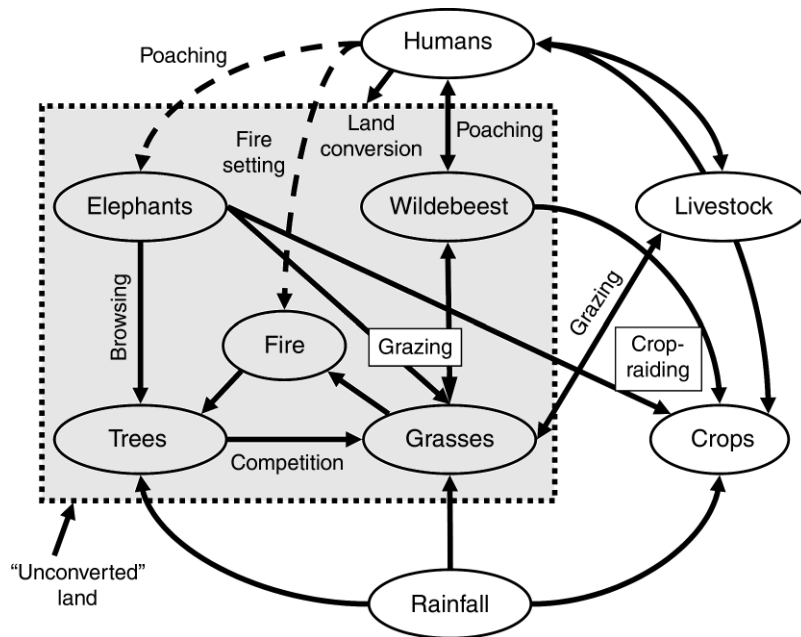 Humans
Poaching
Land
conversion
Poaching
Fire
setting
Elephants
Wildebeest
Livestock
Browsing
Grazing
Fire
Grazing
Crop-
raiding
Trees
Competition
Grasses
Crops
“Unconverted”
land
Rainfall